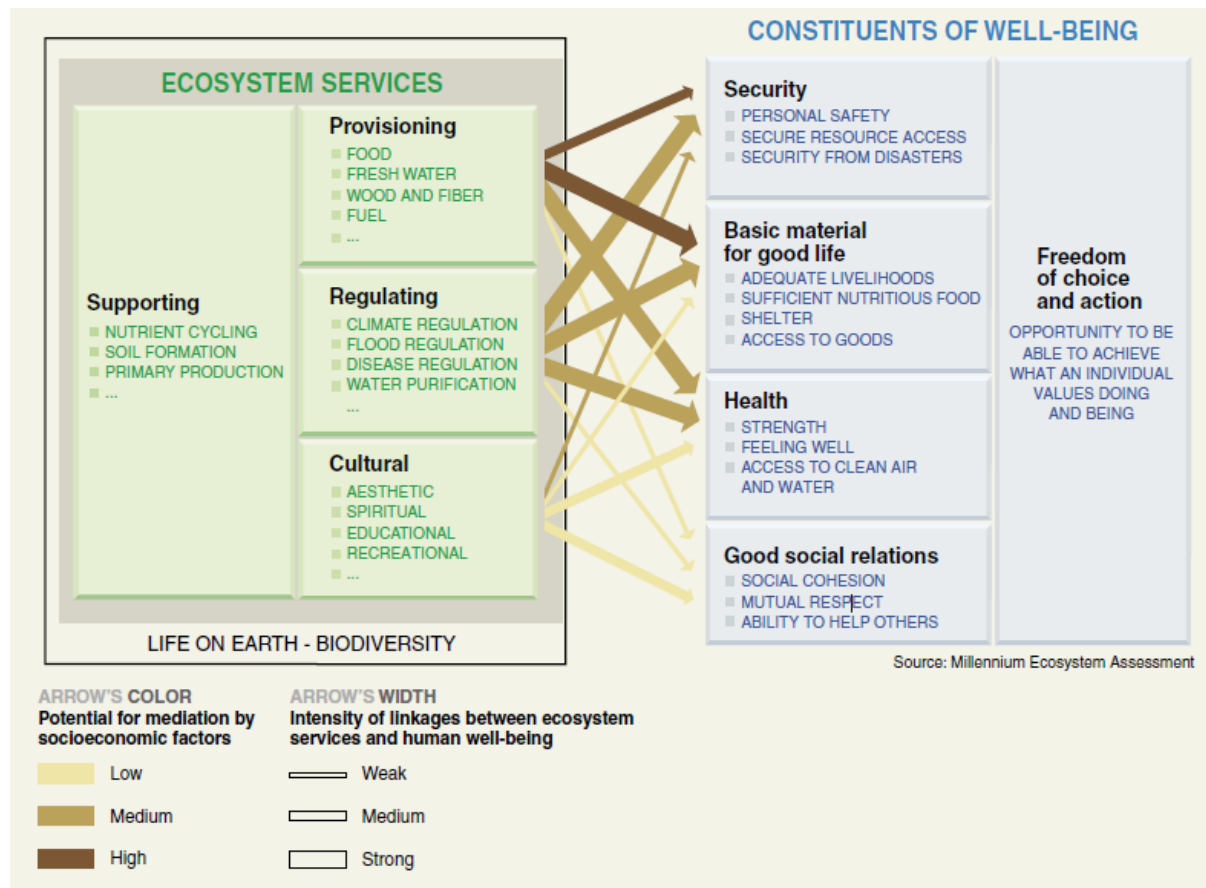 CONSTITUENTS OF WELL-BEING
ECOSYSTEM SERVICES
Supporting
NUTRIENT CYCLING
SOIL FORMATION
PRIMARY PRODUCTION
...
Provisioning
FOOD
FRESH WATER
WOOD AND FIBER
FUEL
...
Regulating
CLIMATE REGULATION
FLOOD REGULATION
DISEASE REGULATION
WATER PURIFICATION
...
Cultural
AESTHETIC
SPIRITUAL
EDUCATIONAL
RECREATIONAL
...
LIFE ON EARTH - BIODIVERSITY
Security
PERSONAL SAFETY
SECURE RESOURCE ACCESS
SECURITY FROM DISASTERS
Basic material
for good life
ADEQUATE LIVELIHOODS
SUFFICIENT NUTRITIOUS FOOD
SHELTER
ACCESS TO GOODS
Health
STRENGTH
FEELING WELL
ACCESS TO CLEAN AIR
AND WATER
Good social relations
SOCIAL COHESION
MUTUAL RESPECT
ABILITY TO HELP OTHERS
Freedom
of choice
and action
OPPORTUNITY TO BE
ABLE TO ACHIEVE
WHAT AN INDIVIDUAL
VALUES DOING
AND BEING
Source: Millennium Ecosystem Assessment
ARROW'S COLOR
Potential for mediation by
socioeconomic factors
Low
Medium
High
ARROW'S WIDTH
Intensity of linkages between ecosystem
services and human well-being
Weak
Medium
Strong